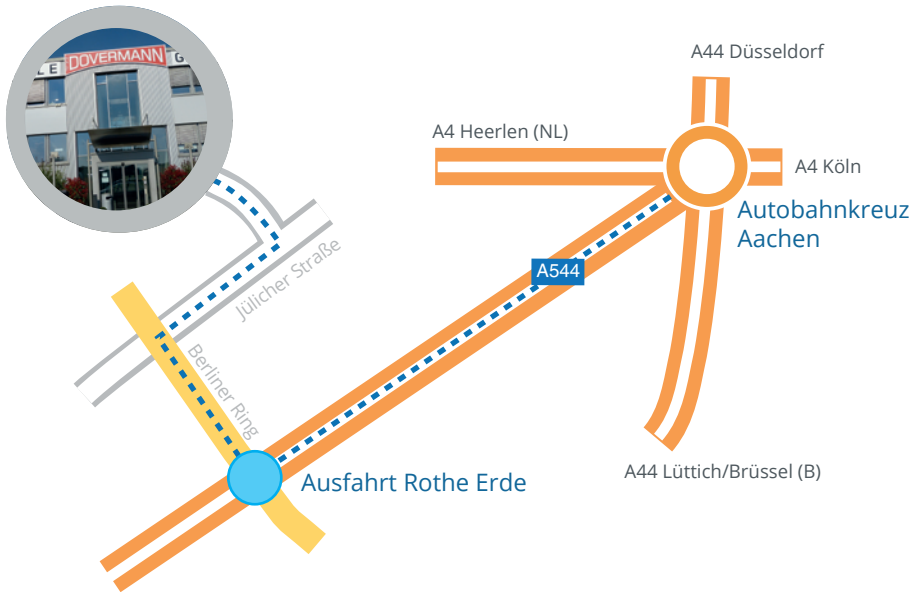 LE DOVERMANN G
A44 Düsseldorf
A4 Heerlen (NL)
A4 Köln
Autobahnkreuz
Aachen
A544
Jülicher Straße
Berliner Ring
A44 Lüttich/Brüssel (B)
Ausfahrt Rothe Erde